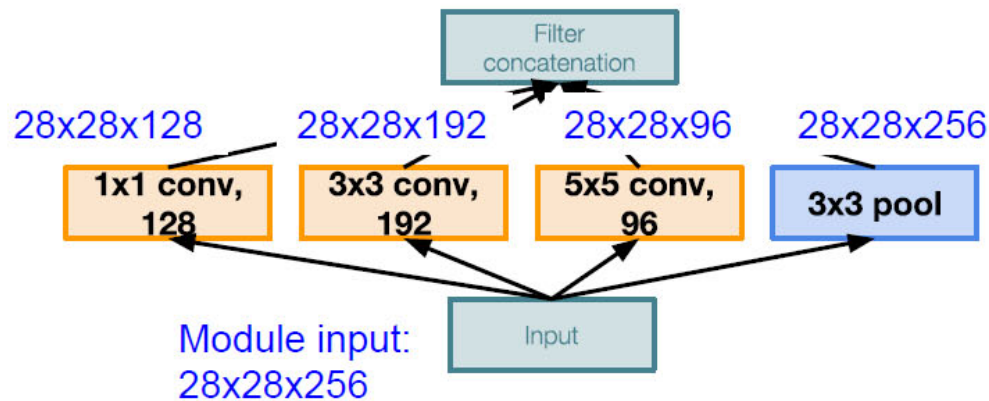 Filter
concatenation
28x28x128
28x28x192
28x28x96
28x28x256
1x1 conv,
128
3x3 conv,
192
5x5 conv,
96
3x3 pool
Input
Module input:
28x28x256